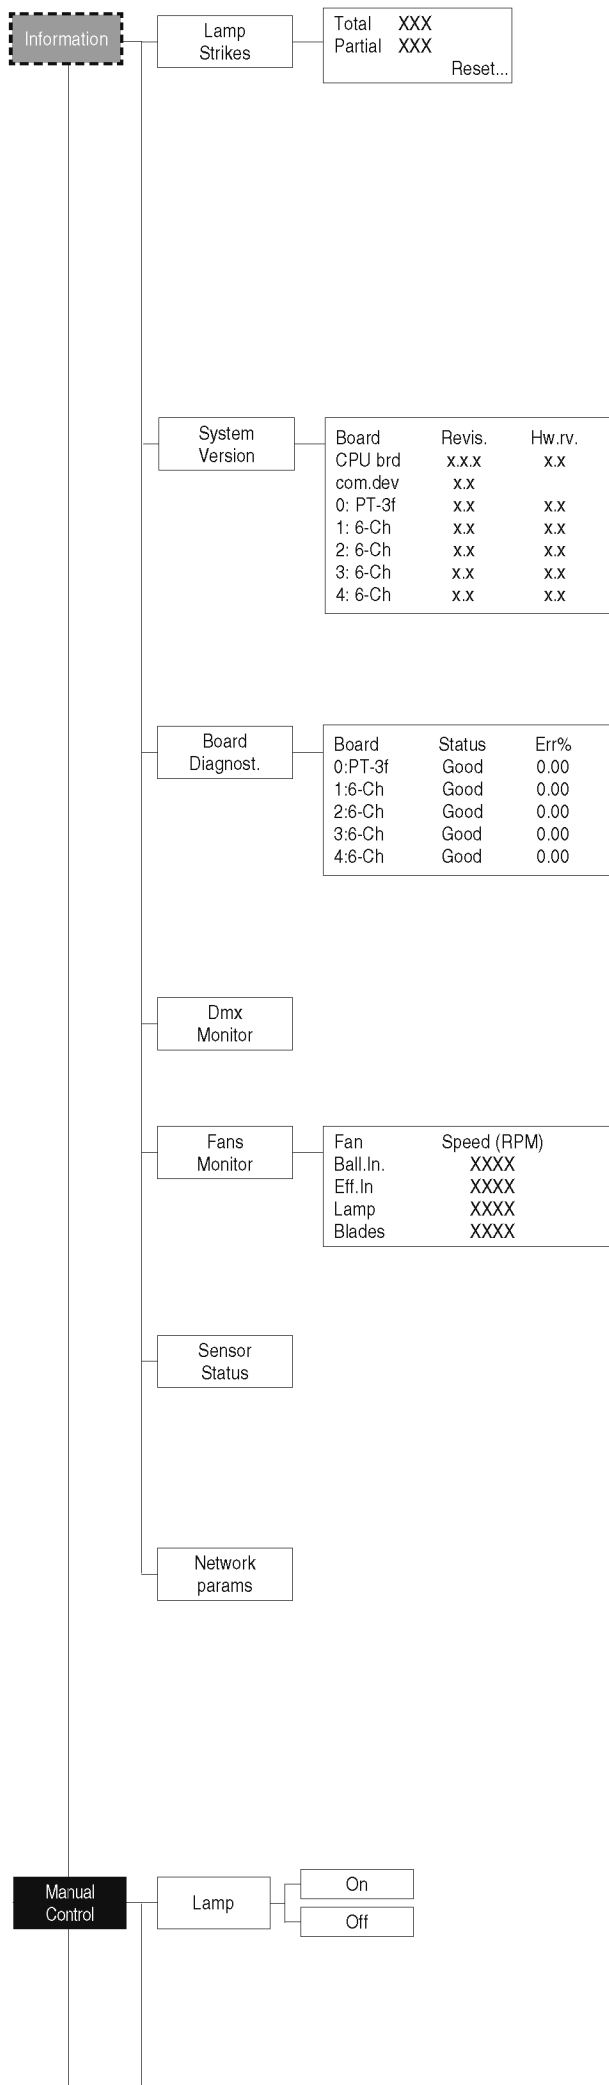 Information
Lamp
Strikes
Total XXX
Partial XXX
Reset...
System
Version
Board Revis. Hw.rv.
CPU brd x.x.x x.x
com.dev x.x
0: PT-3f x.x x.x
1: 6-Ch x.x x.x
2: 6-Ch x.x x.x
3: 6-Ch x.x x.x
4: 6-Ch x.x x.x
Board
Diagnost.
Board Status Err%
0:PT-3f Good 0.00
1:6-Ch Good 0.00
2:6-Ch Good 0.00
3:6-Ch Good 0.00
4:6-Ch Good 0.00
Dmx
Monitor
Fans
Monitor
Fan Speed (RPM)
Ball.In. XXXX
Eff.In XXXX
Lamp XXXX
Blades XXXX
Sensor
Status
Network
params
Manual
Control
Lamp
On
Off